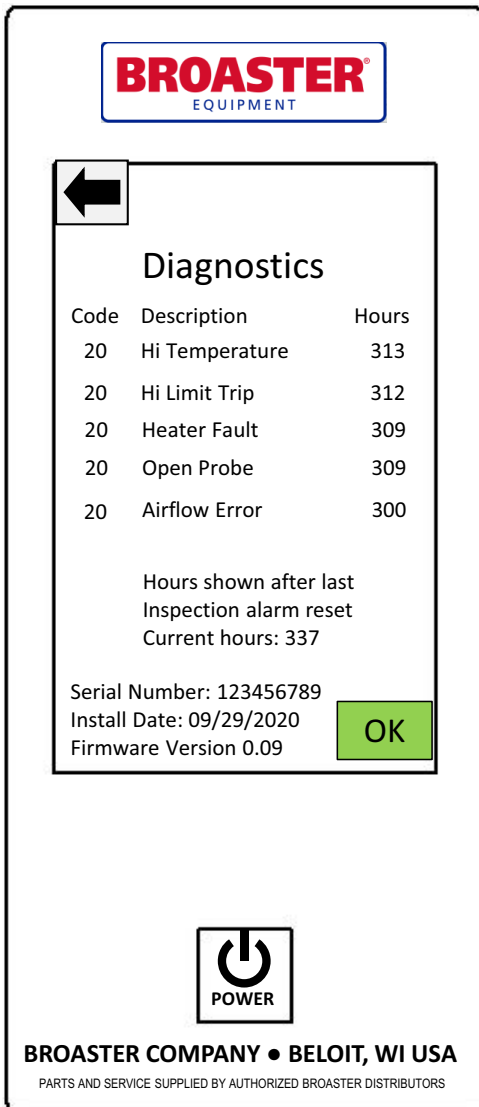 BROASTER®
EQUIPMENT
Diagnostics
Code Description Hours
20 Hi Temperature 313
20 Hi Limit Trip 312
20 Heater Fault 309
20 Open Probe 309
20 Airflow Error 300
Hours shown after last
Inspection alarm reset
Current hours: 337
Serial Number: 123456789
Install Date: 09/29/2020
Firmware Version 0.09
OK
POWER
BROASTER COMPANY ● BELOIT, WI USA
PARTS AND SERVICE SUPPLIED BY AUTHORIZED BROASTER DISTRIBUTORS